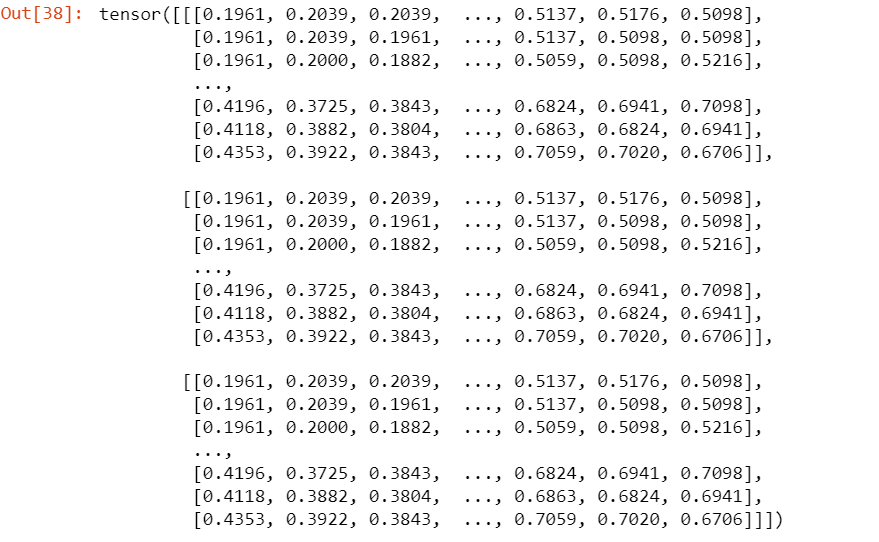 Out[38]: tensor([[[0.1961, 0.2039, 0.2039, ..., 0.5137, 0.5176, 0.5098],
[0.1961, 0.2039, 0.1961, ..., 0.5137, 0.5098, 0.5098],
[0.1961, 0.2000, 0.1882, ..., 0.5059, 0.5098, 0.5216],
...,
[0.4196, 0.3725, 0.3843, ..., 0.6824, 0.6941, 0.7098],
[0.4118, 0.3882, 0.3804, ..., 0.6863, 0.6824, 0.6941],
[0.4353, 0.3922, 0.3843, ..., 0.7059, 0.7020, 0.6706]],
[[0.1961, 0.2039, 0.2039, ..., 0.5137, 0.5176, 0.5098],
[0.1961, 0.2039, 0.1961, ..., 0.5137, 0.5098, 0.5098],
[0.1961, 0.2000, 0.1882, ..., 0.5059, 0.5098, 0.5216],
...,
[0.4196, 0.3725, 0.3843, ..., 0.6824, 0.6941, 0.7098],
[0.4118, 0.3882, 0.3804, ..., 0.6863, 0.6824, 0.6941],
[0.4353, 0.3922, 0.3843, ..., 0.7059, 0.7020, 0.6706]],
[[0.1961, 0.2039, 0.2039, ..., 0.5137, 0.5176, 0.5098],
[0.1961, 0.2039, 0.1961, ..., 0.5137, 0.5098, 0.5098],
[0.1961, 0.2000, 0.1882, ..., 0.5059, 0.5098, 0.5216],
...,
[0.4196, 0.3725, 0.3843, ..., 0.6824, 0.6941, 0.7098],
[0.4118, 0.3882, 0.3804, ..., 0.6863, 0.6824, 0.6941],
[0.4353, 0.3922, 0.3843, ..., 0.7059, 0.7020, 0.6706]]])